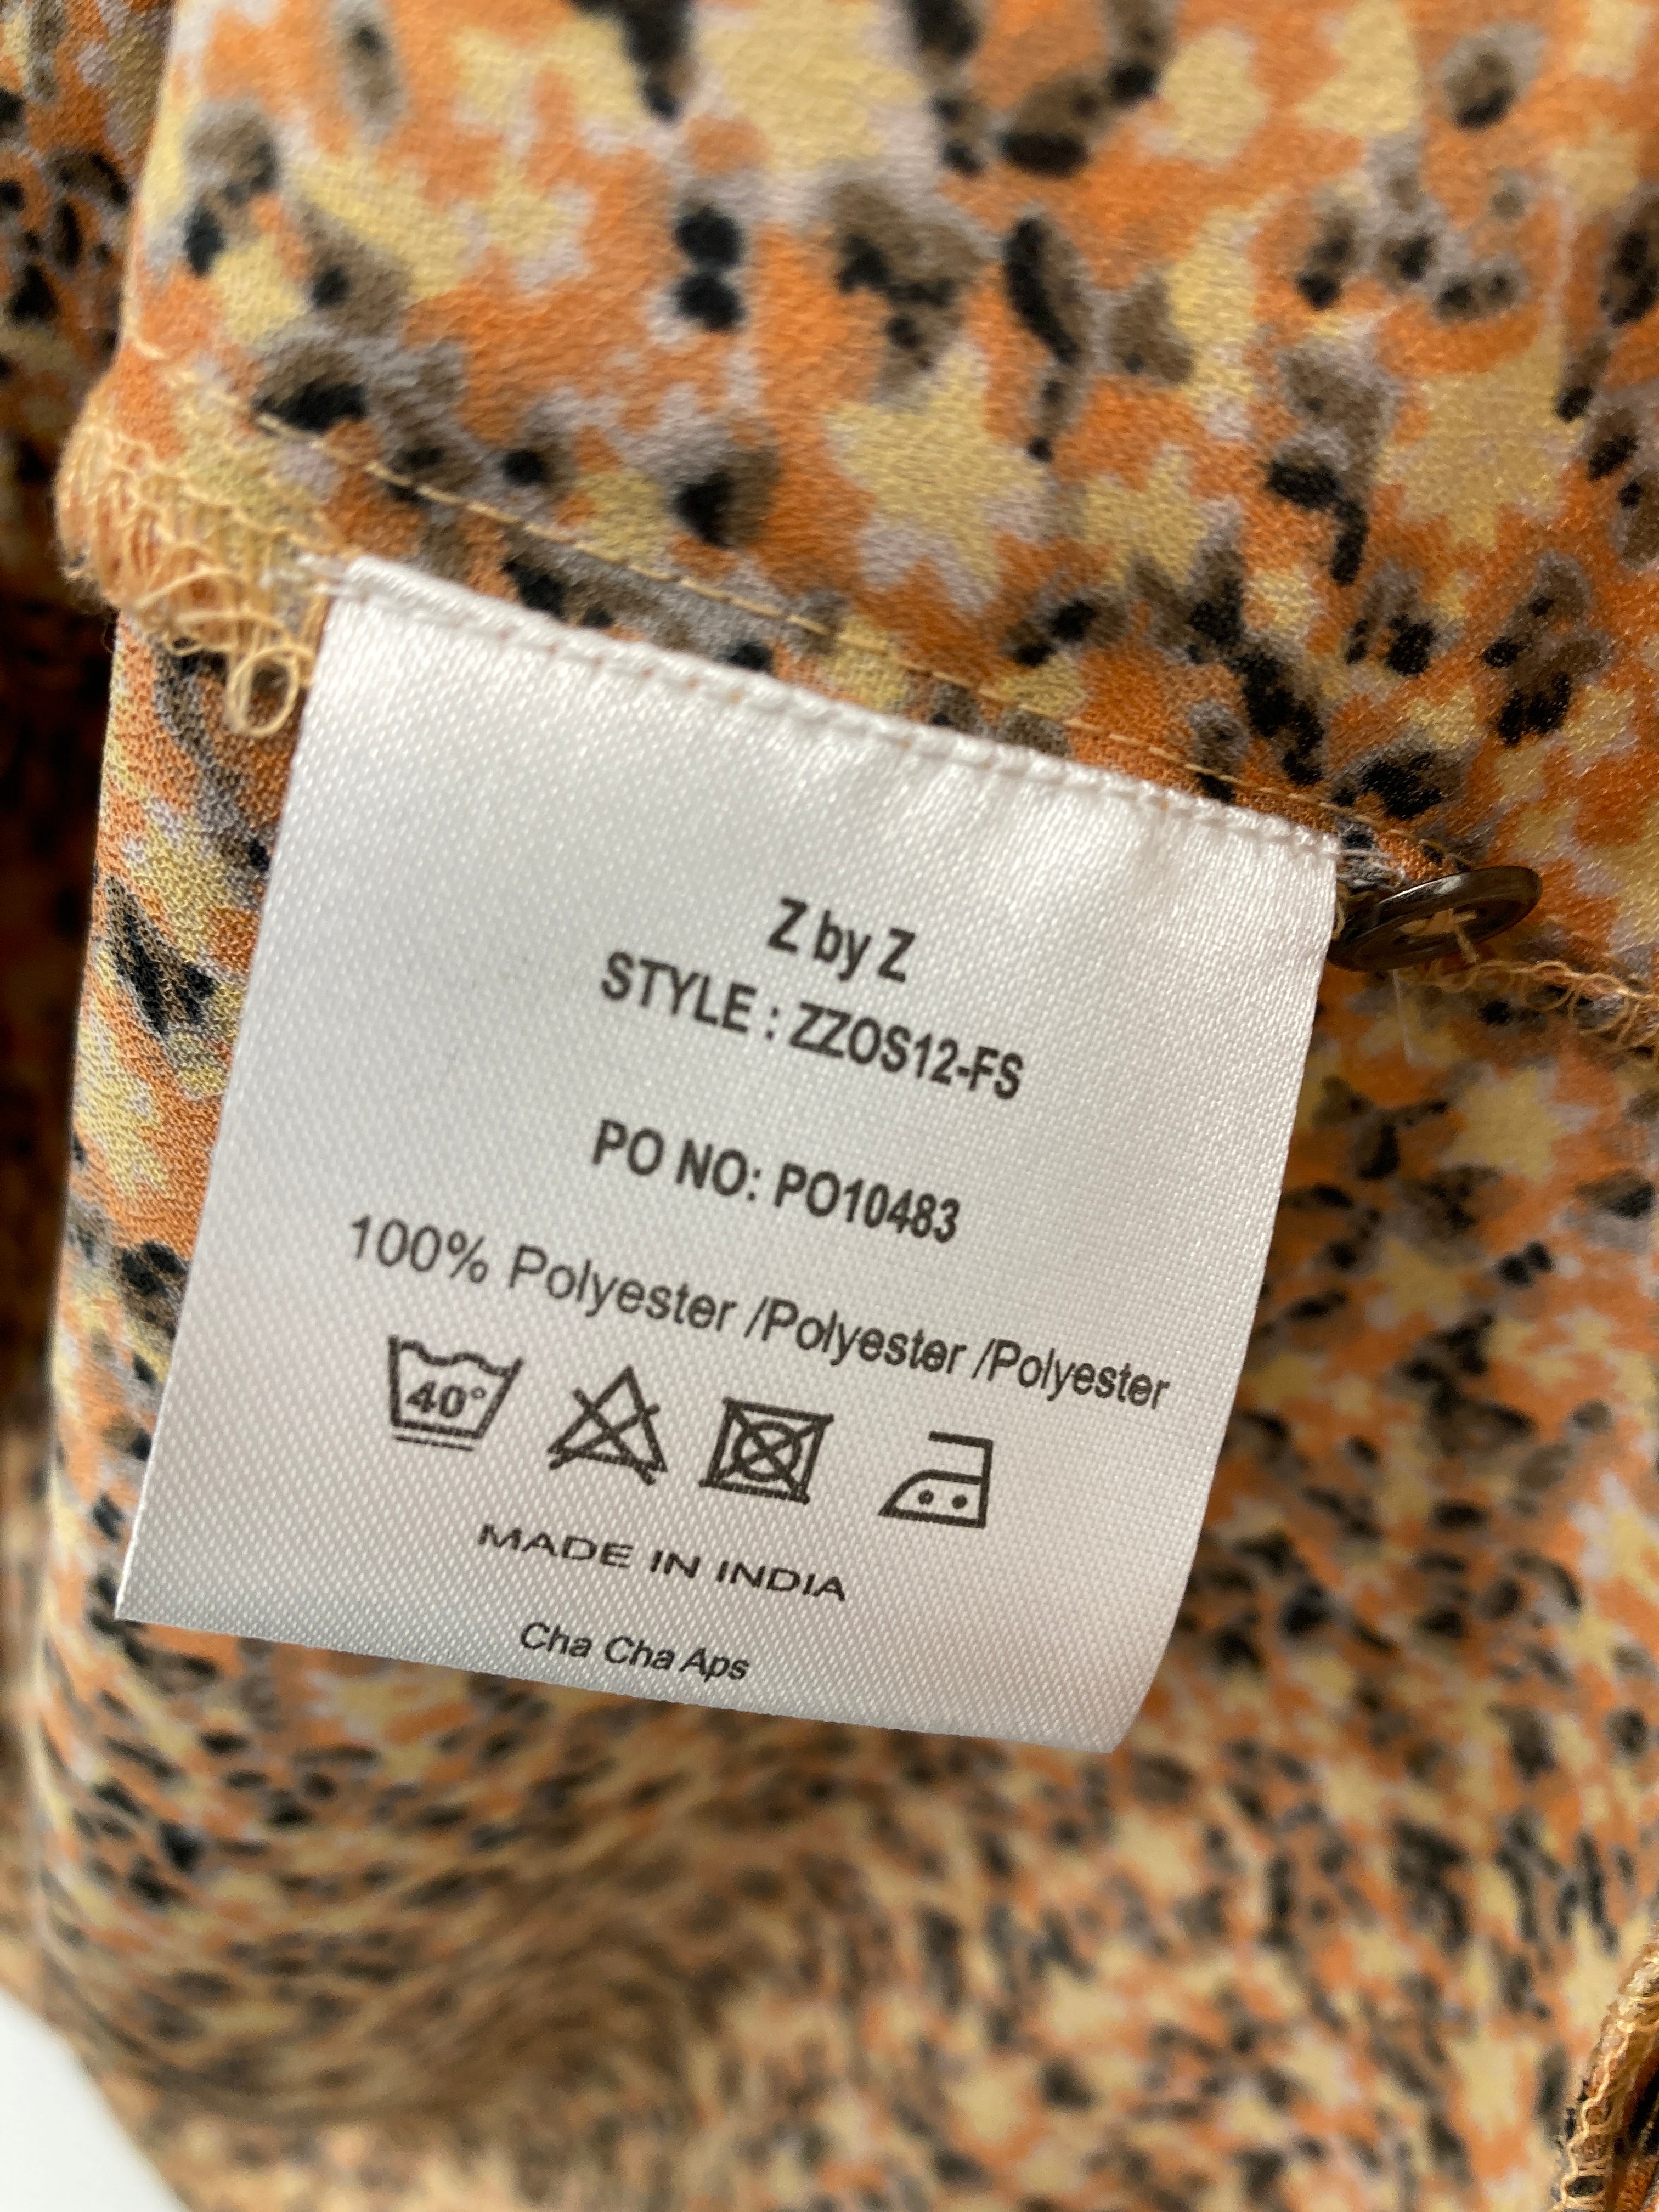 Z by Z
STYLE : ZZOS12-FS
PO NO: PO10483
100% Polyester /Polyester /Polyester
40°
MADE IN INDIA
Cha Cha Aps